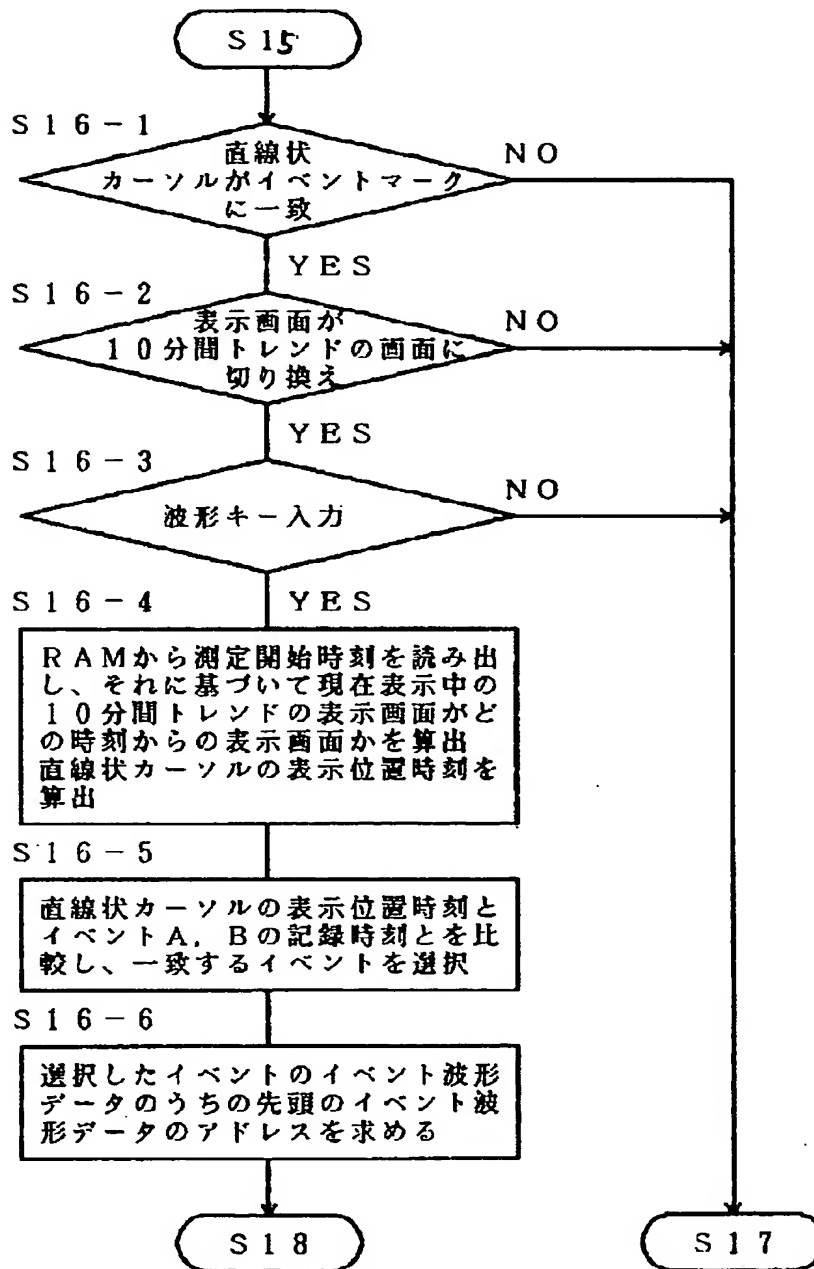 S15
S16-1
直線状
カーソルがイベントマーク
に一致
NO
YES
S16-2
表示画面が
10分間トレンドの画面に
切り換え
NO
YES
S16-3
波形キー入力
NO
YES
S16-4
RAMから測定開始時刻を読み出
し、それに基づいて現在表示中の
10分間トレンドの表示画面がど
の時刻からの表示画面かを算出
直線状カーソルの表示位置時刻を
算出
S16-5
直線状カーソルの表示位置時刻と
イベントA,Bの記録時刻とを比
較し、一致するイベントを選択
S16-6
選択したイベントのイベント波形
データのうちの先頭のイベント波
形データのアドレスを求める
S18
S17